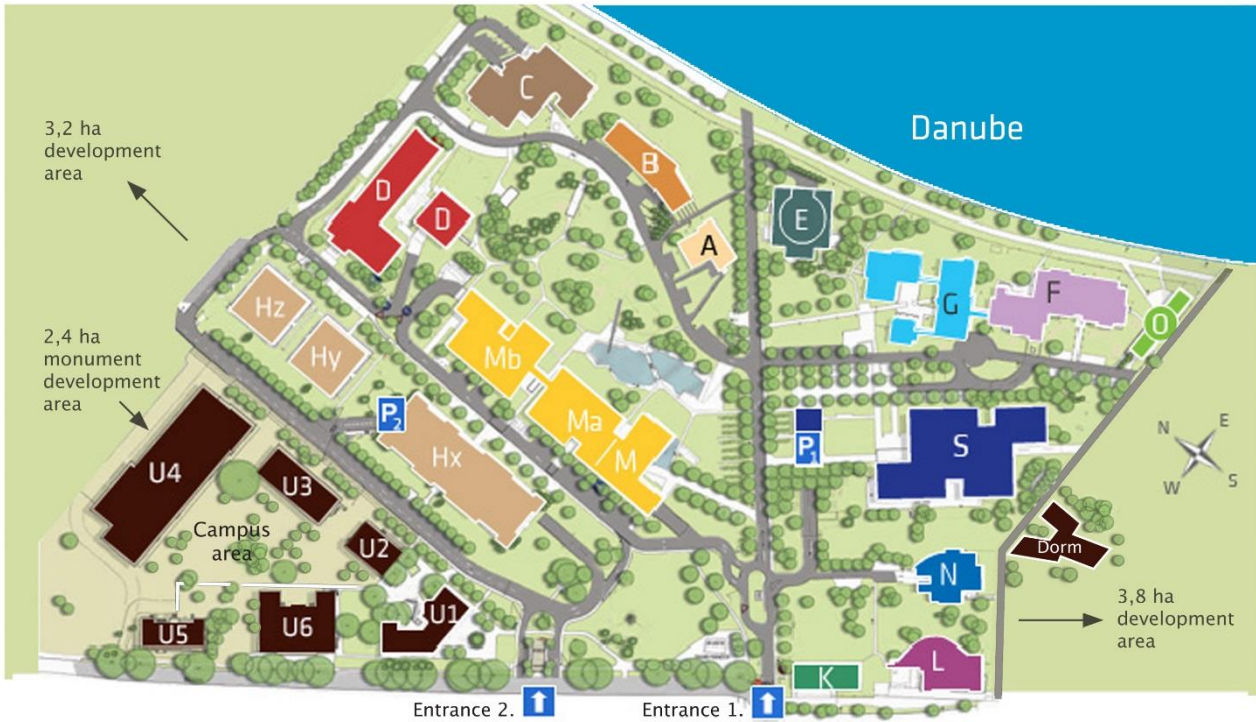 C
Danube
3,2 ha
development
area
B
D
D
A
E
G
F
O
Hz
Hy
Mb
Ma
M
2,4 ha
monument
development
area
P2
Hx
P1
S
N
E
W
S
U4
U3
Campus
area
U2
Dorm
N
U1
U5
U6
3,8 ha
development
area
K
L
Entrance 2.
Entrance 1.